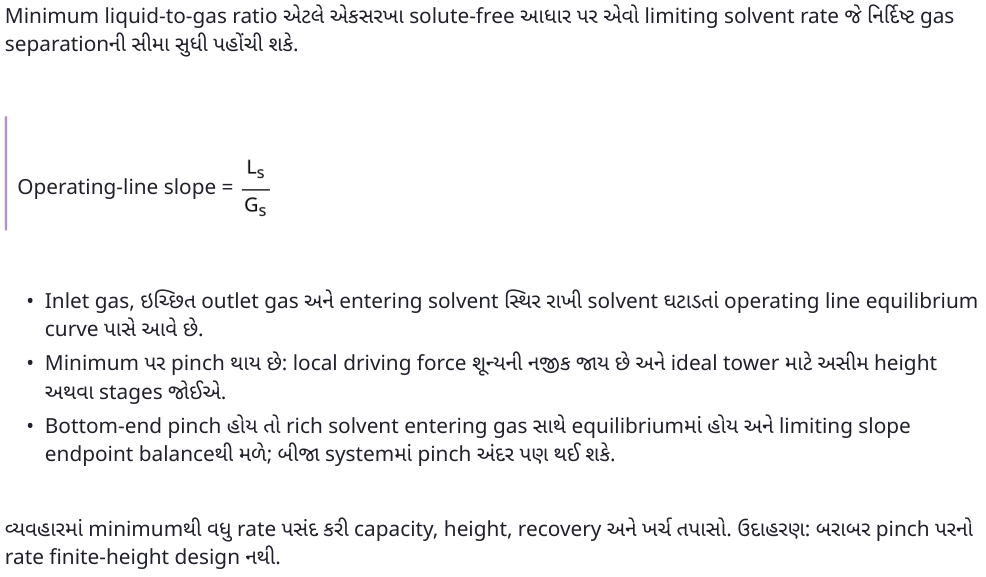 Minimum liquid-to-gas ratio એટલે એકસરખા solute-free આધાર પર એવો limiting solvent rate જે નિર્દિષ્ટ gas
separationની સીમા સુધી પહોંચી શકે.
Operating-line slope = Ls/Gs
• Inlet gas, ઇચ્છિત outlet gas અને entering solvent સ્થિર રાખી solvent ઘટાડતાં operating line equilibrium
curve પાસે આવે છે.
• Minimum પર pinch થાય છે: local driving force શૂન્યની નજીક જાય છે અને ideal tower માટે અસીમ height
અથવા stages જોઈએ.
• Bottom-end pinch હોય તો rich solvent entering gas સાથે equilibriumમાં હોય અને limiting slope
endpoint balanceથી મળે; બીજા systemમાં pinch અંદર પણ થઈ શકે.
વ્યવહારમાં minimumથી વધુ rate પસંદ કરી capacity, height, recovery અને ખર્ચ તપાસો. ઉદાહરણ: બરાબર pinch પરનો
rate finite-height design નથી.